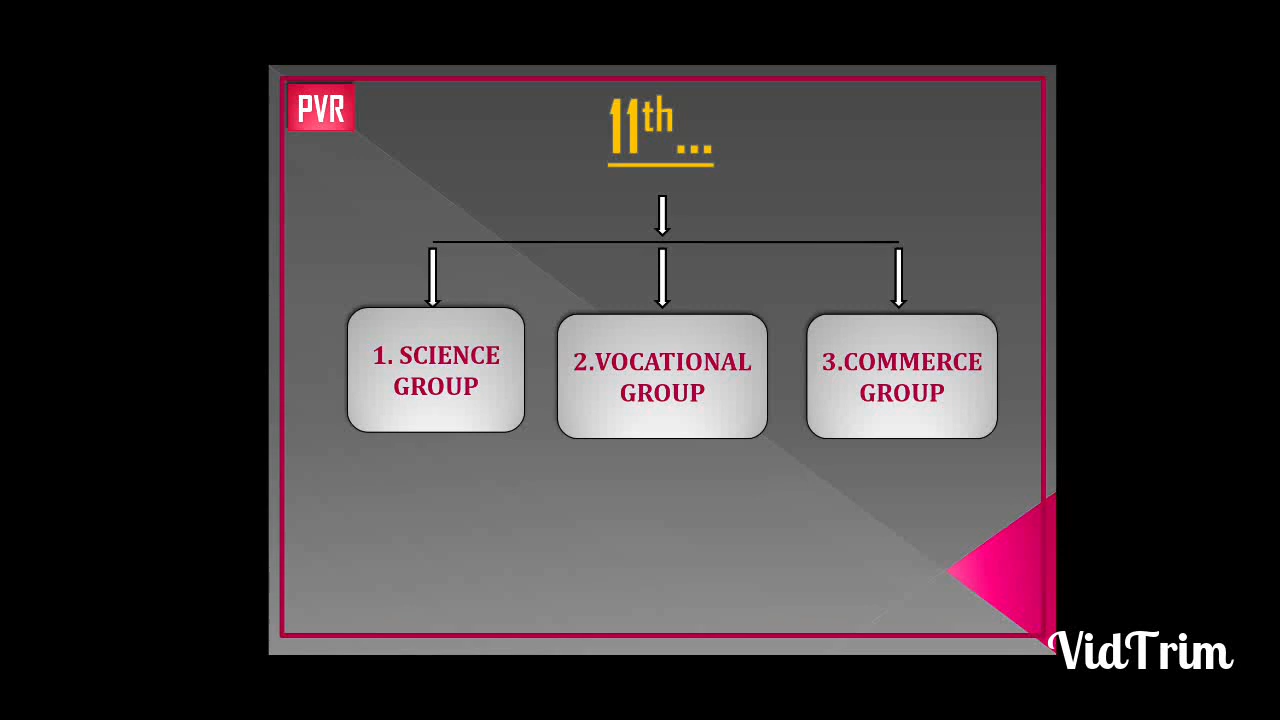 PVR
11th...
1. SCIENCE
GROUP
2.VOCATIONAL
GROUP
3.COMMERCE
GROUP
VidTrim